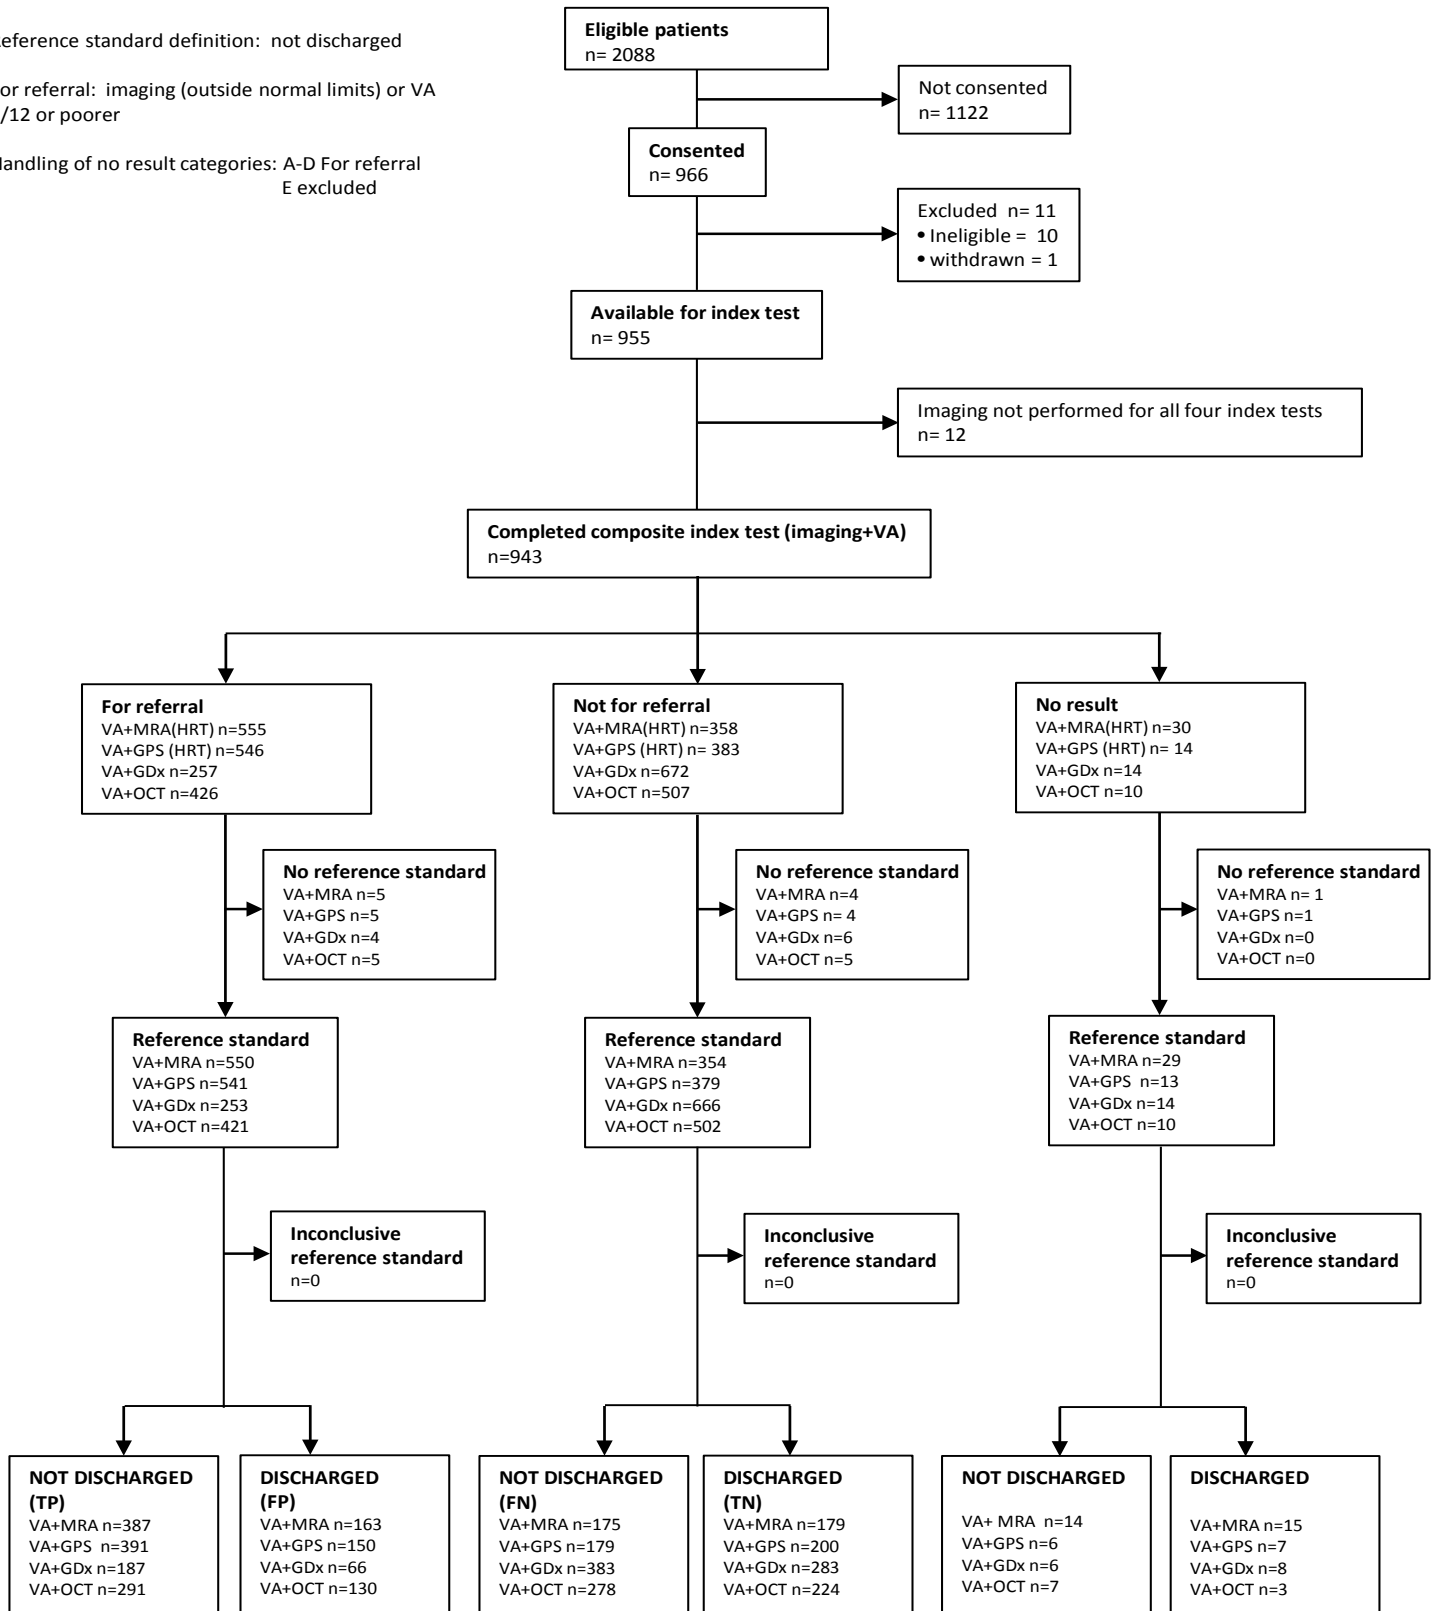 eference standard definition: not discharged
or referral: imaging (outside normal limits) or VA
/12 or poorer
Handling of no result categories: A-D For referral
E excluded
Eligible patients
n= 2088
Not consented
n= 1122
Consented
n= 966
Excluded n= 11
• Ineligible = 10
• withdrawn = 1
Available for index test
n= 955
Imaging not performed for all four index tests
n= 12
Completed composite index test (imaging+VA)
n=943
For referral
VA+MRA(HRT) n=555
VA+GPS (HRT) n=546
VA+GDx n=257
VA+OCT n=426
Not for referral
VA+MRA(HRT) n=358
VA+GPS (HRT) n= 383
VA+GDx n=672
VA+OCT n=507
No result
VA+MRA(HRT) n=30
VA+GPS (HRT) n= 14
VA+GDx n=14
VA+OCT n=10
No reference standard
VA+MRA n=5
VA+GPS n=5
VA+GDx n=4
VA+OCT n=5
No reference standard
VA+MRA n=4
VA+GPS n= 4
VA+GDx n=6
VA+OCT n=5
No reference standard
VA+MRA n= 1
VA+GPS n=1
VA+GDx n=0
VA+OCT n=0
Reference standard
VA+MRA n=550
VA+GPS n=541
VA+GDx n=253
VA+OCT n=421
Reference standard
VA+MRA n=354
VA+GPS n=379
VA+GDx n=666
VA+OCT n=502
Reference standard
VA+MRA n=29
VA+GPS n=13
VA+GDx n=14
VA+OCT n=10
Inconclusive
reference standard
n=0
Inconclusive
reference standard
n=0
Inconclusive
reference standard
n=0
NOT DISCHARGED
(TP)
VA+MRA n=387
VA+GPS n=391
VA+GDx n=187
VA+OCT n=291
DISCHARGED
(FP)
VA+MRA n=163
VA+GPS n=150
VA+GDx n=66
VA+OCT n=130
NOT DISCHARGED
(FN)
VA+MRA n=175
VA+GPS n=179
VA+GDx n=383
VA+OCT n=278
DISCHARGED
(TN)
VA+MRA n=179
VA+GPS n=200
VA+GDx n=283
VA+OCT n=224
NOT DISCHARGED
VA+ MRA n=14
VA+GPS n=6
VA+GDx n=6
VA+OCT n=7
DISCHARGED
VA+MRA n=15
VA+GPS n=7
VA+GDx n=8
VA+OCT n=3